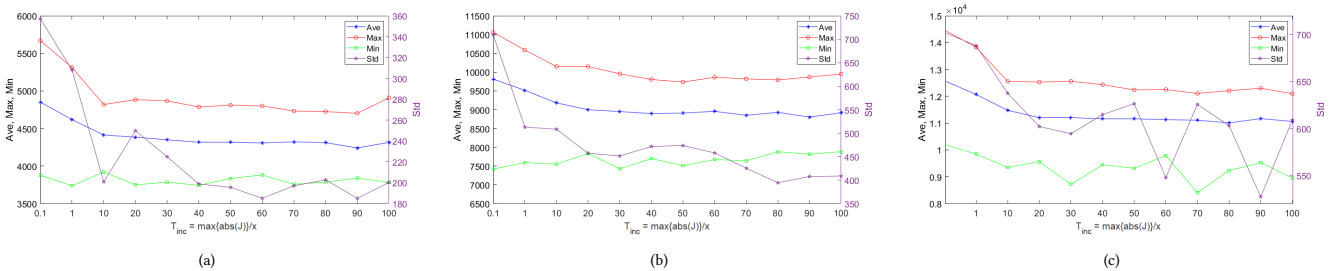 6000
5500
5000
4500
4000
3500
Ave, Max, Min
0.1 1 10 20 30 40 50 60 70 80 90 100
T_inc = max{abs(J)}/x
360
340
320
300
280
260
240
220
200
180
Std
Ave
Max
Min
Std
(a)
11500
11000
10500
10000
9500
9000
8500
8000
7500
7000
6500
Ave, Max, Min
0.1 1 10 20 30 40 50 60 70 80 90 100
T_inc = max{abs(J)}/x
750
700
650
600
550
500
450
400
350
Std
Ave
Max
Min
Std
(b)
×10⁴
1.5
1.4
1.3
1.2
1.1
1
0.9
0.8
Ave, Max, Min
1 10 20 30 40 50 60 70 80 90 100
T_inc = max{abs(J)}/x
700
650
600
550
Std
Ave
Max
Min
Std
(c)